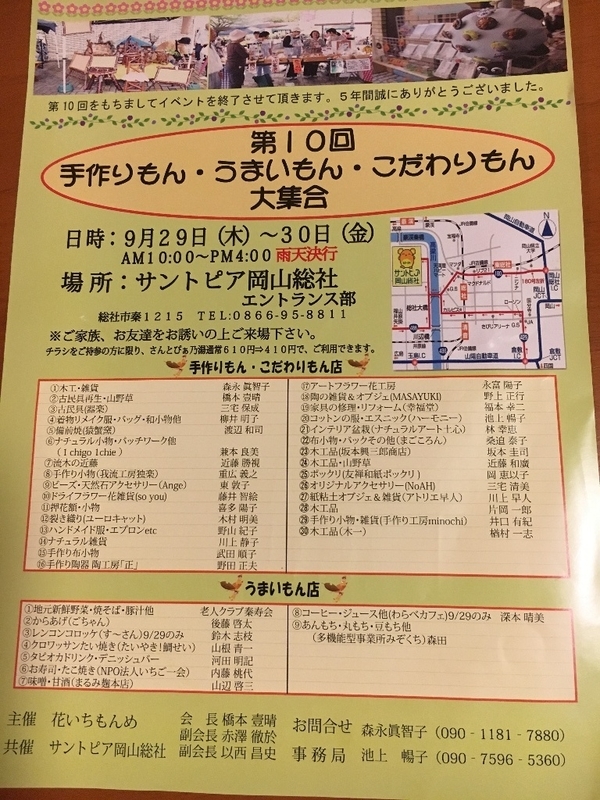 第10回をもちましてイベントを終了させて頂きます。5年間誠にありがとうございました。
第10回
手作りもん・うまいもん・こだわりもん
大集合
日時：9月29日（木）～30日（金）
AM10:00～PM4:00 雨天決行
場所：サントピア岡山総社
エントランス部
総社市秦1215 TEL:0866-95-8811
※ご家族、お友達をお誘いの上ご来場下さい。
チラシをご持参の方に限り、さんとぴぁ乃湯通常610円⇒410円で、ご利用できます。
サントピア
岡山総社
N
手作りもん・こだわりもん店
①木工・雑貨 森永 眞智子
②古民具再生・山野草 橋本 壹晴
③古民具(器楽) 三宅 保成
④着物リメイク服・バッグ・和小物他 柳井 明子
⑤備前焼(猿蟹窯) 渡辺 和司
⑥ナチュラル小物・パッチワーク他
（Ichigo Ichie） 兼本 良美
⑦流木の近藤 近藤 勝視
⑧手作り小物(我流工房独楽) 重広 義之
⑨ビーズ・天然石アクセサリー(Ange) 東 敦子
⑩ドライフラワー花雑貨(so you) 藤井 智絵
⑪押花額・小物 喜多 陽子
⑫裂き織り(ユーロキャット) 木村 明美
⑬ハンドメイド服・エプロンetc 野山 紀子
⑭ナチュラル雑貨 川上 静子
⑮手作り布小物 武田 順子
⑯手作り陶器 陶工房「正」 野田 正夫
⑰アートフラワー花工房 永富 陽子
⑱陶の雑貨＆オブジェ(MASAYUKI) 野上 正行
⑲家具の修理・リフォーム(幸福堂) 福本 幸二
⑳コットンの服・エスニック(ハーモニー) 池上 暢子
㉑インテリア盆栽(ナチュラルアート土心) 林 幸恵
㉒布小物・バックその他(まごころん) 桑迫 泰子
㉓木工品(坂本興三郎商店) 坂本 圭司
㉔木工品・山野草 近藤 和廣
㉕ポックリ(友禅和紙ポックリ) 岡 恵以子
㉖オリジナルアクセサリー(NoAH) 三宅 清美
㉗紙粘土オブジェ＆雑貨(アトリエ早人) 川上 早人
㉘木工品 片岡 一郎
㉙手作り小物・雑貨(手作り工房minochi) 井口 有紀
㉚木工品(木一) 楢村 一志
うまいもん店
①地元新鮮野菜・焼そば・豚汁他 老人クラブ秦寿会
②からあげ(ごちゃん) 後藤 啓太
③レンコンコロッケ(す～さん)9/29のみ 鈴木 志枝
④クロワッサンたい焼き(たいやき!鯛せい) 山根 青一
⑤タピオカドリンク・デニッシュバー 河田 明記
⑥お寿司・たこ焼き(NPO法人いちご一会) 内藤 桃代
⑦味噌・甘酒(まるみ麹本店) 山辺 啓三
⑧コーヒー・ジュース他(わらべカフェ)9/29のみ 深本 晴美
⑨あんもち・丸もち・豆もち他
（多機能型事業所みぞくち）森田
主催 花いちもんめ 会 長 橋本 壹晴
副会長 赤澤 徹於
共催 サントピア岡山総社 副会長 以西 昌史
お問合せ 森永眞智子（090‐1181‐7880）
事務局 池上 暢子（090‐7596‐5360）